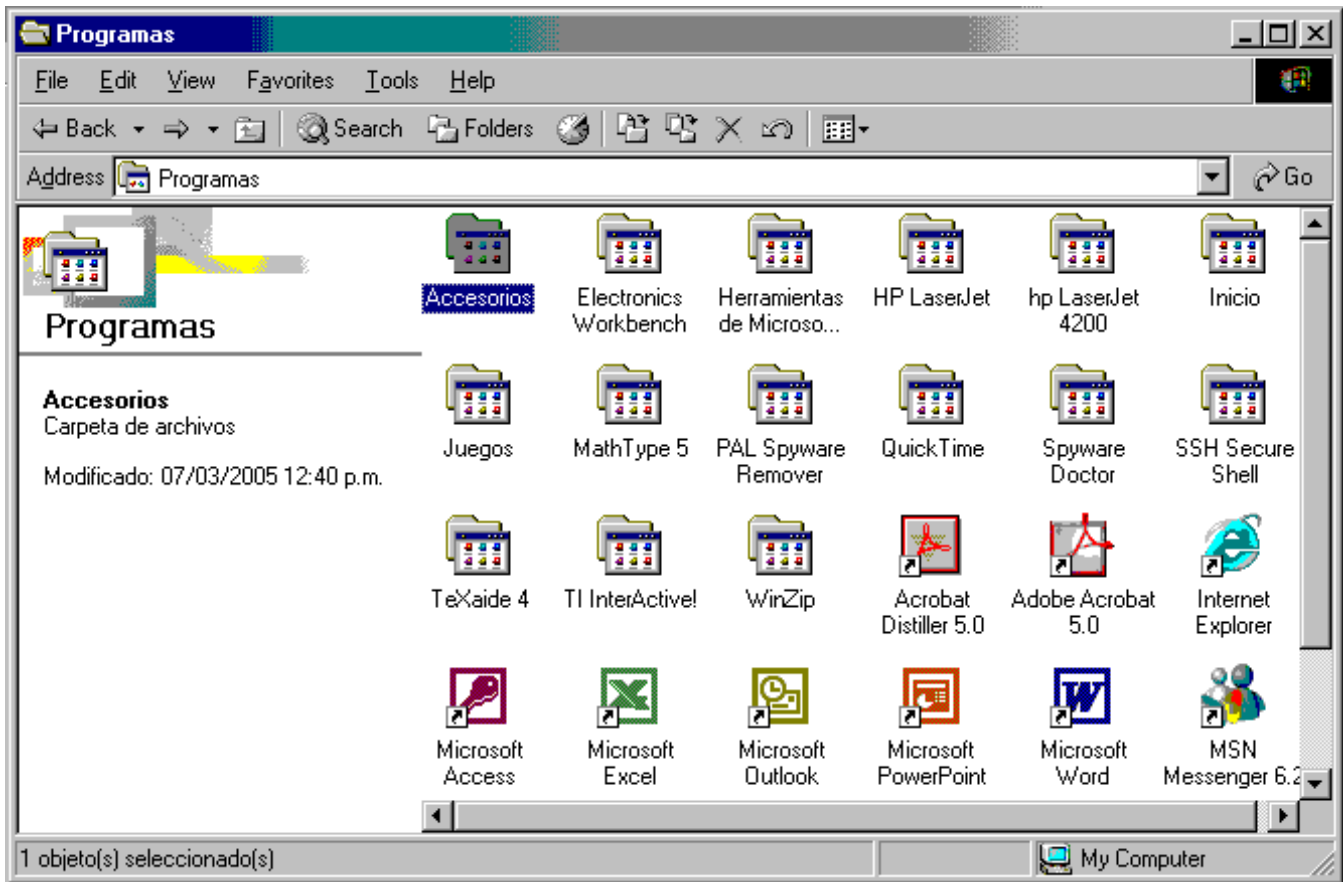 Programas
File Edit View Favorites Tools Help
Back Search Folders
Address Programas Go
Programas
Accesorios
Carpeta de archivos
Modificado: 07/03/2005 12:40 p.m.
Accesorios
Electronics
Workbench
Herramientas
de Microso...
HP LaserJet
hp LaserJet
4200
Inicio
Juegos
MathType 5
PAL Spyware
Remover
QuickTime
Spyware
Doctor
SSH Secure
Shell
TeXaide 4
TI InterActive!
WinZip
Acrobat
Distiller 5.0
Adobe Acrobat
5.0
Internet
Explorer
Microsoft
Access
Microsoft
Excel
Microsoft
Outlook
Microsoft
PowerPoint
Microsoft
Word
MSN
Messenger 6.2
1 objeto(s) seleccionado(s) My Computer